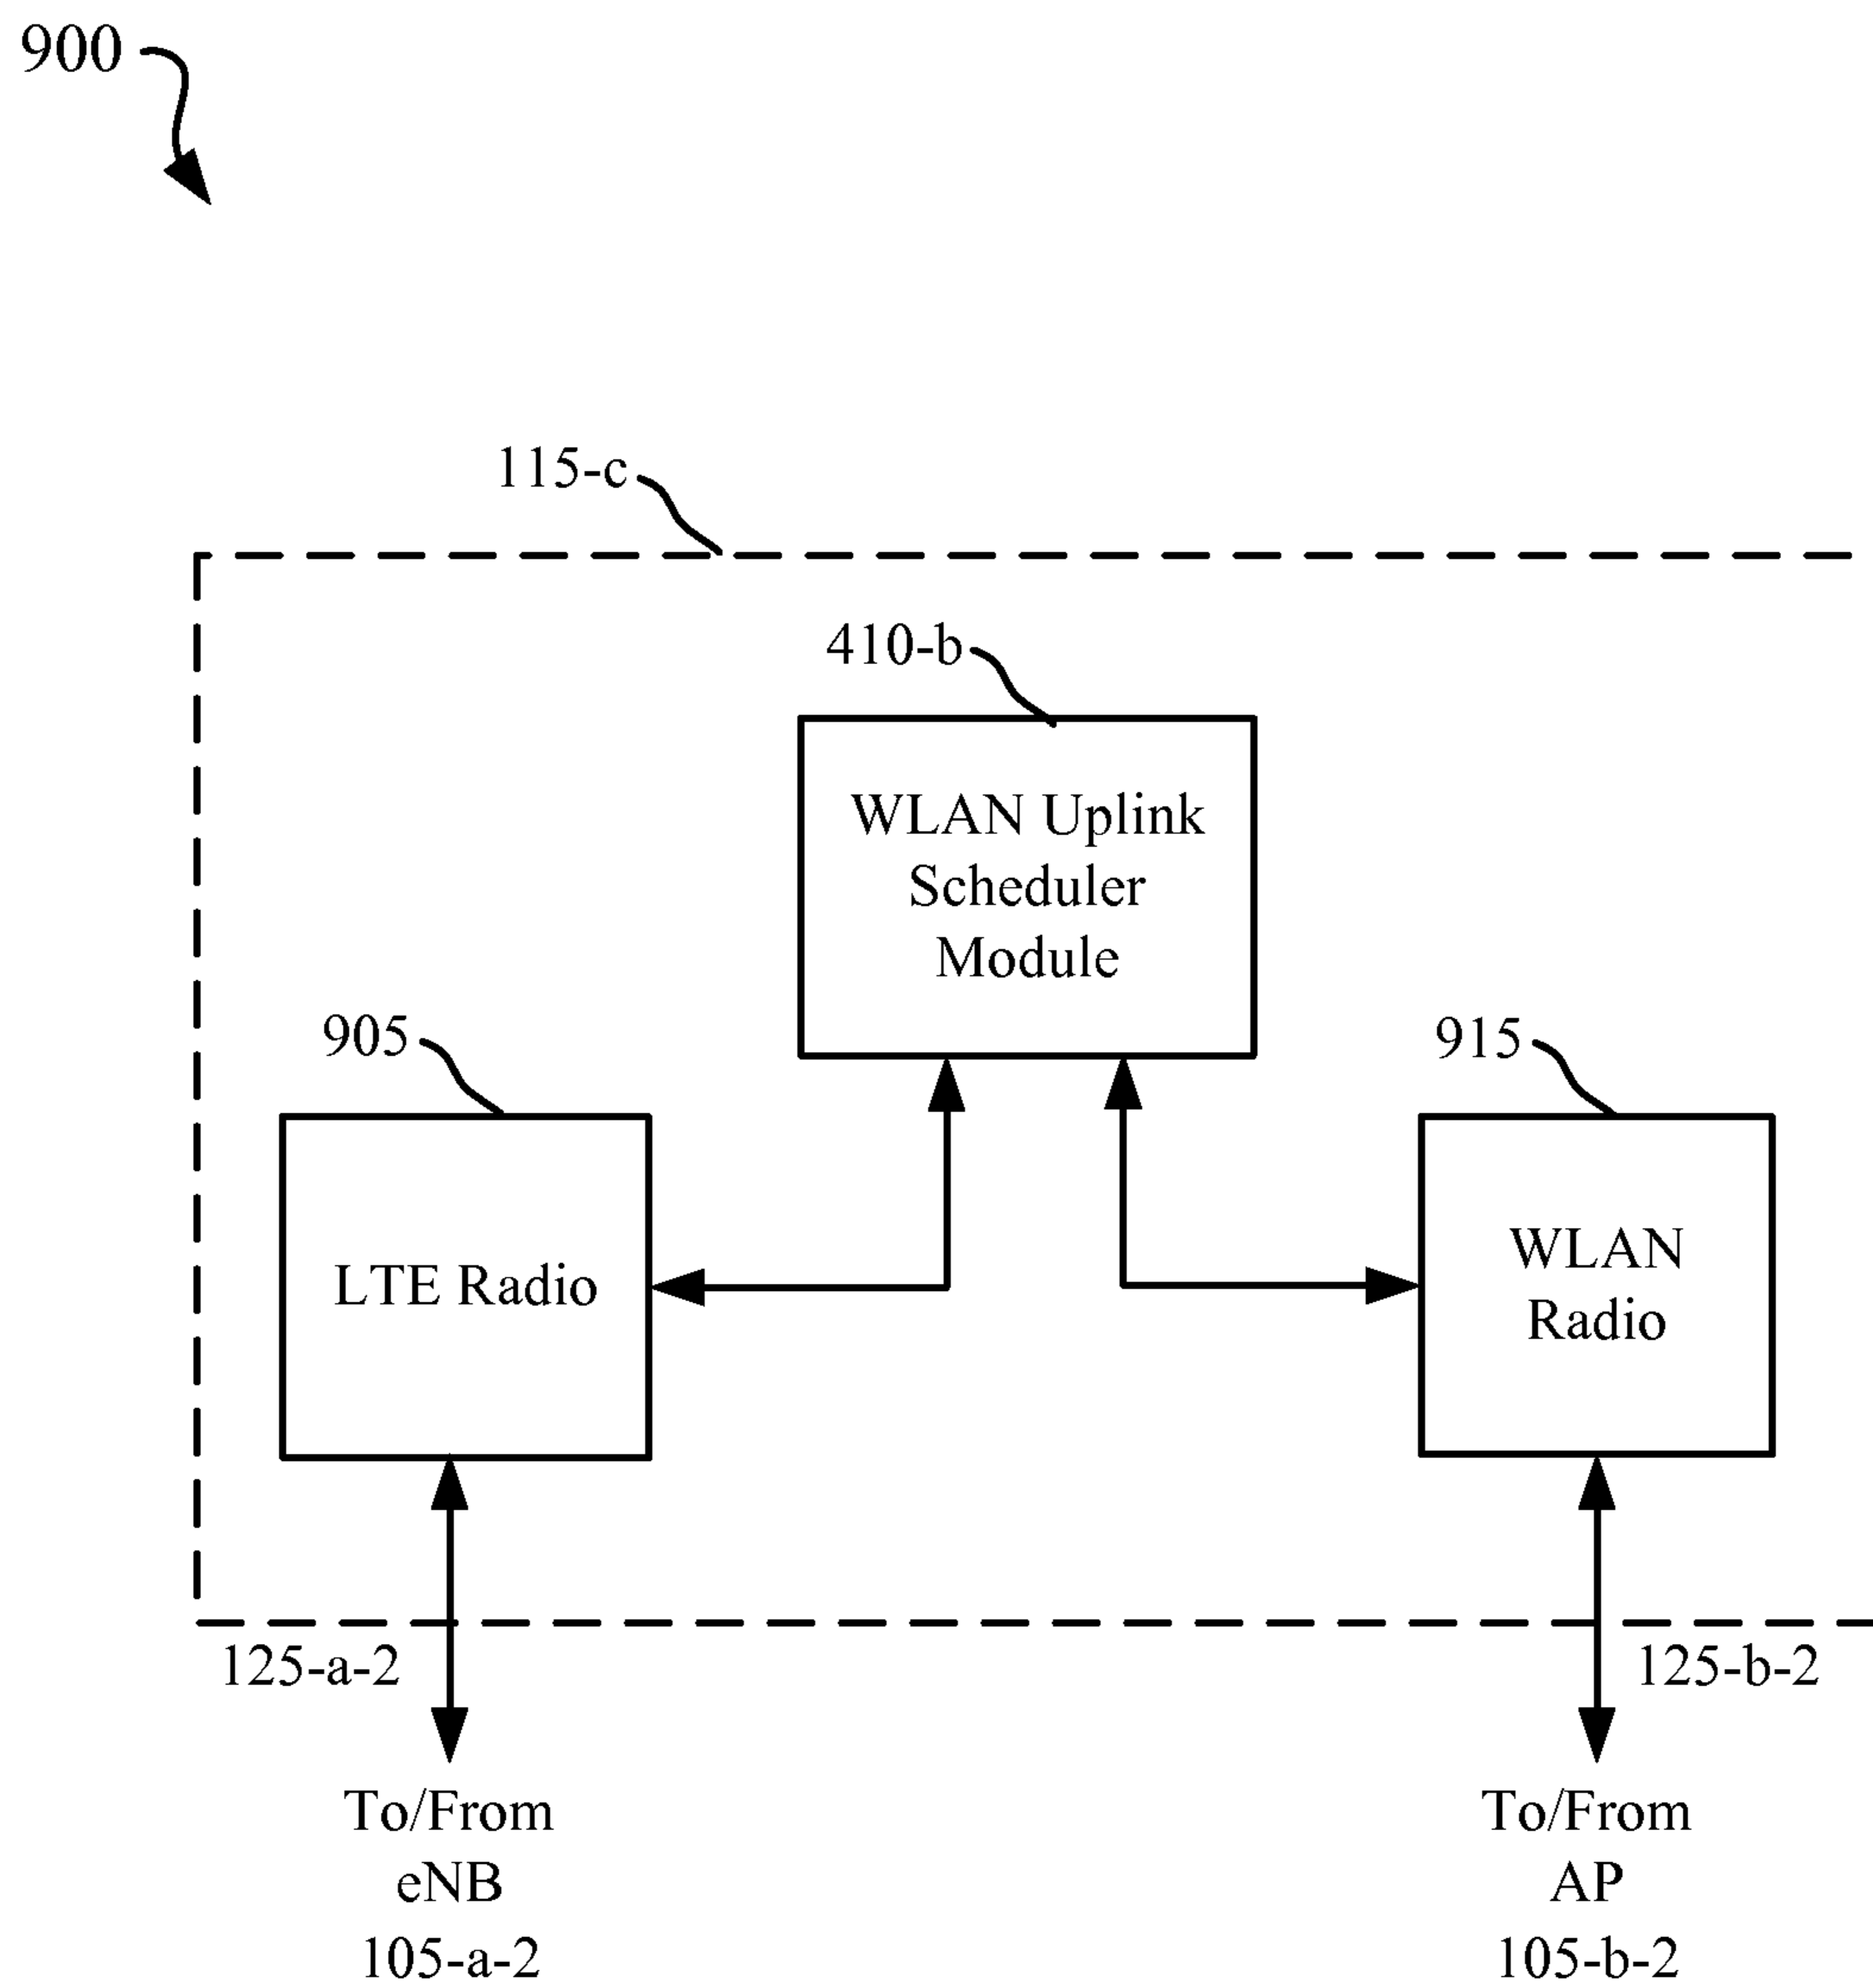 900
115-c
410-b
WLAN Uplink
Scheduler
Module
905
915
LTE Radio
WLAN
Radio
125-a-2
125-b-2
To/From
eNB
105-a-2
To/From
AP
105-b-2